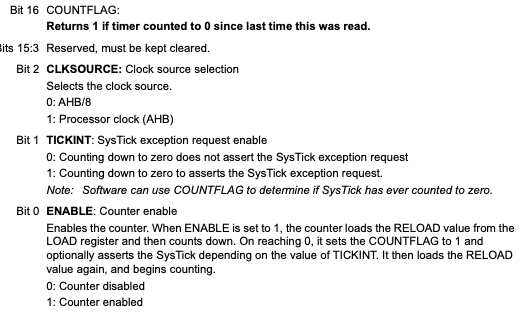 Bit 16 COUNTFLAG:
Returns 1 if timer counted to 0 since last time this was read.
Bits 15:3 Reserved, must be kept cleared.
Bit 2 CLKSOURCE: Clock source selection
Selects the clock source.
0: AHB/8
1: Processor clock (AHB)
Bit 1 TICKINT: SysTick exception request enable
0: Counting down to zero does not assert the SysTick exception request
1: Counting down to zero to asserts the SysTick exception request.
Note: Software can use COUNTFLAG to determine if SysTick has ever counted to zero.
Bit 0 ENABLE: Counter enable
Enables the counter. When ENABLE is set to 1, the counter loads the RELOAD value from the
LOAD register and then counts down. On reaching 0, it sets the COUNTFLAG to 1 and
optionally asserts the SysTick depending on the value of TICKINT. It then loads the RELOAD
value again, and begins counting.
0: Counter disabled
1: Counter enabled